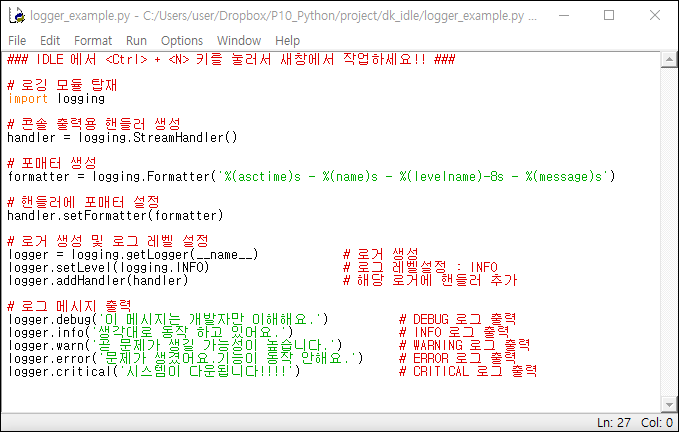 logger_example.py - C:/Users/user/Dropbox/P10_Python/project/dk_idle/logger_example.py ...
File Edit Format Run Options Window Help
### IDLE 에서 <Ctrl> + <N> 키를 눌러서 새창에서 작업하세요!! ###
# 로깅 모듈 탑재
import logging
# 콘솔 출력용 핸들러 생성
handler = logging.StreamHandler()
# 포매터 생성
formatter = logging.Formatter('%(asctime)s - %(name)s - %(levelname)-8s - %(message)s')
# 핸들러에 포매터 설정
handler.setFormatter(formatter)
# 로거 생성 및 로그 레벨 설정
logger = logging.getLogger(__name__) # 로거 생성
logger.setLevel(logging.INFO) # 로그 레벨설정 : INFO
logger.addHandler(handler) # 해당 로거에 핸들러 추가
# 로그 메시지 출력
logger.debug('이 메시지는 개발자만 이해해요.') # DEBUG 로그 출력
logger.info('생각대로 동작 하고 있어요.') # INFO 로그 출력
logger.warn('곧 문제가 생길 가능성이 높습니다.') # WARNING 로그 출력
logger.error('문제가 생겼어요.기능이 동작 안해요.') # ERROR 로그 출력
logger.critical('시스템이 다운됩니다!!!!') # CRITICAL 로그 출력
Ln: 27 Col: 0